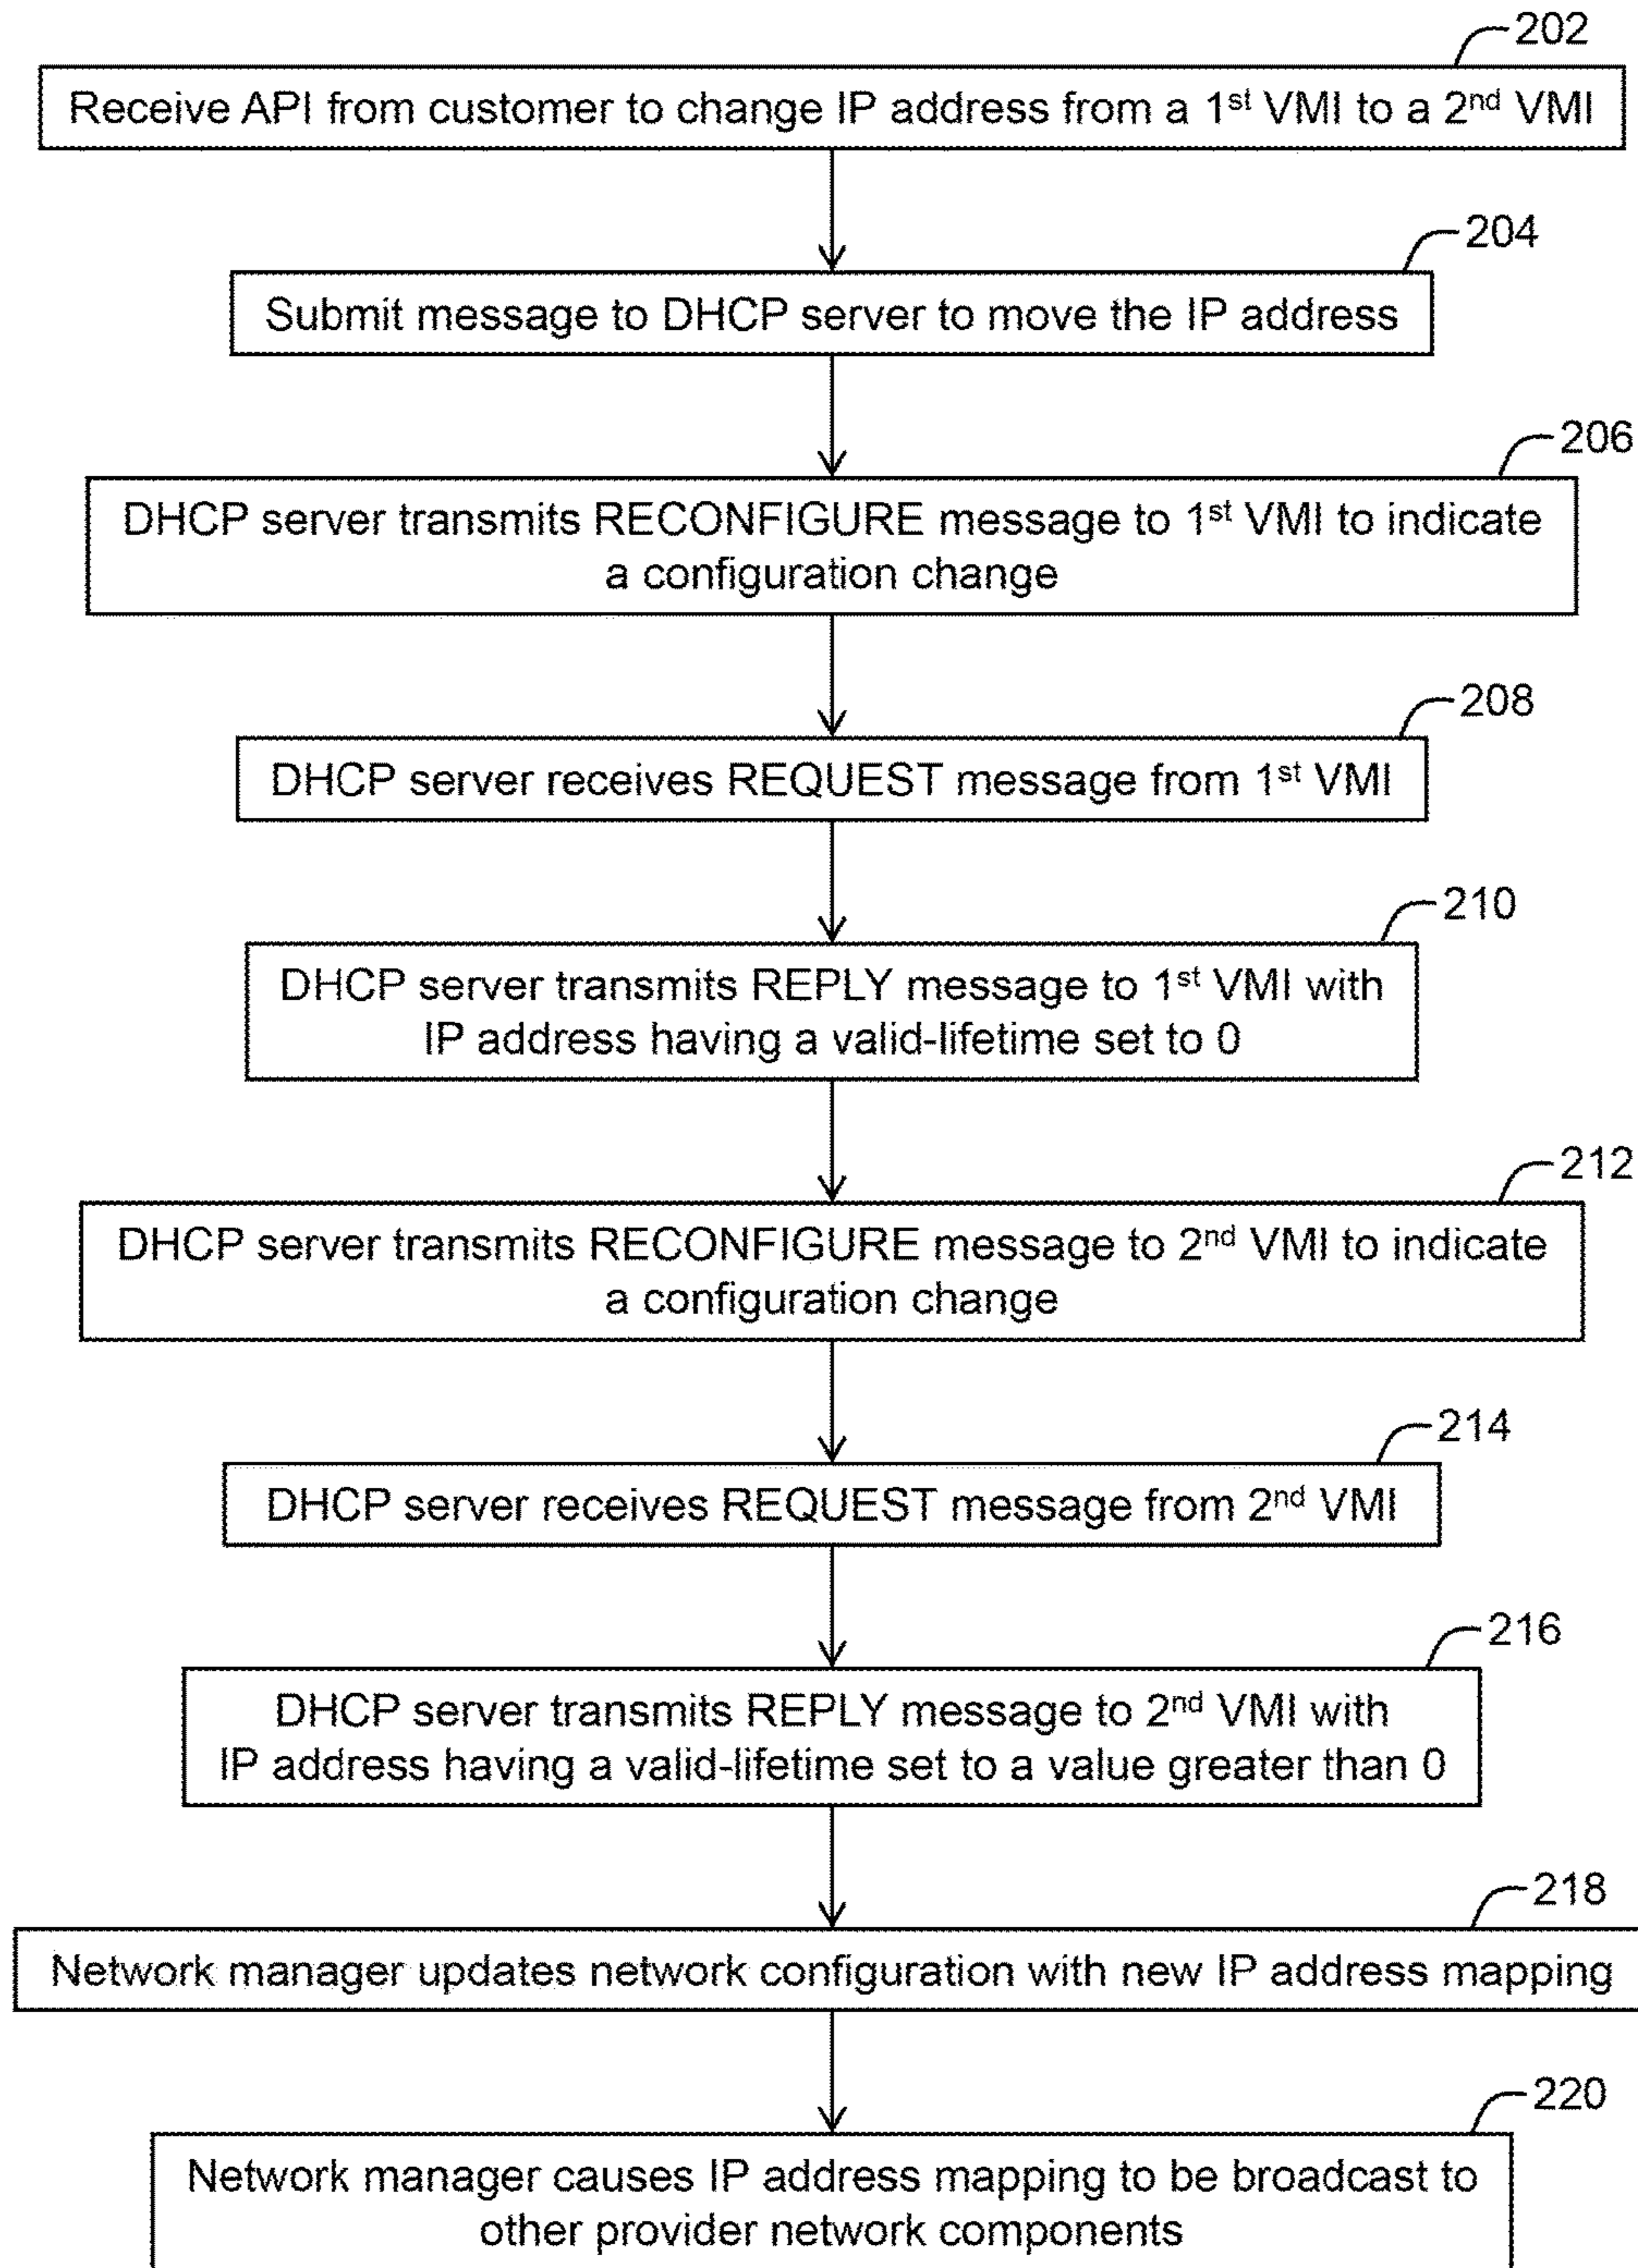 202
Receive API from customer to change IP address from a 1st VMI to a 2nd VMI
204
Submit message to DHCP server to move the IP address
206
DHCP server transmits RECONFIGURE message to 1st VMI to indicate
a configuration change
208
DHCP server receives REQUEST message from 1st VMI
210
DHCP server transmits REPLY message to 1st VMI with
IP address having a valid-lifetime set to 0
212
DHCP server transmits RECONFIGURE message to 2nd VMI to indicate
a configuration change
214
DHCP server receives REQUEST message from 2nd VMI
216
DHCP server transmits REPLY message to 2nd VMI with
IP address having a valid-lifetime set to a value greater than 0
218
Network manager updates network configuration with new IP address mapping
220
Network manager causes IP address mapping to be broadcast to
other provider network components